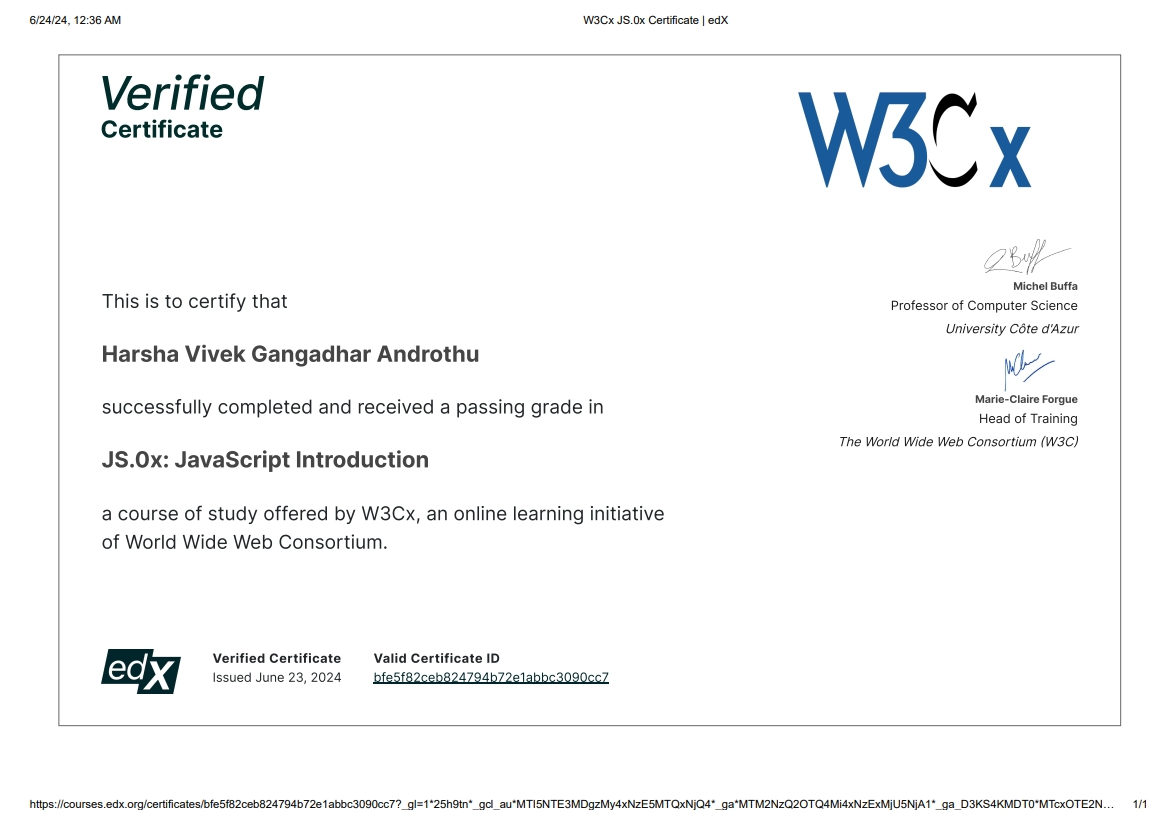 6/24/24, 12:36 AM
W3Cx JS.0x Certificate | edX
Verified
Certificate
W3Cx
Michel Buffa
Professor of Computer Science
University Côte d'Azur
Marie-Claire Forgue
Head of Training
The World Wide Web Consortium (W3C)
This is to certify that
Harsha Vivek Gangadhar Androthu
successfully completed and received a passing grade in
JS.0x: JavaScript Introduction
a course of study offered by W3Cx, an online learning initiative
of World Wide Web Consortium.
edX
Verified Certificate
Issued June 23, 2024
Valid Certificate ID
bfe5f82ceb824794b72e1abbc3090cc7
https://courses.edx.org/certificates/bfe5f82ceb824794b72e1abbc3090cc7?_gl=1*25h9tn*_gcl_au*MTI5NTE3MDgzMy4xNzE5MTQxNjQ4*_ga*MTM2NzQ2OTQ4Mi4xNzExMjU5NjA1*_ga_D3KS4KMDT0*MTcxOTE2N…
1/1